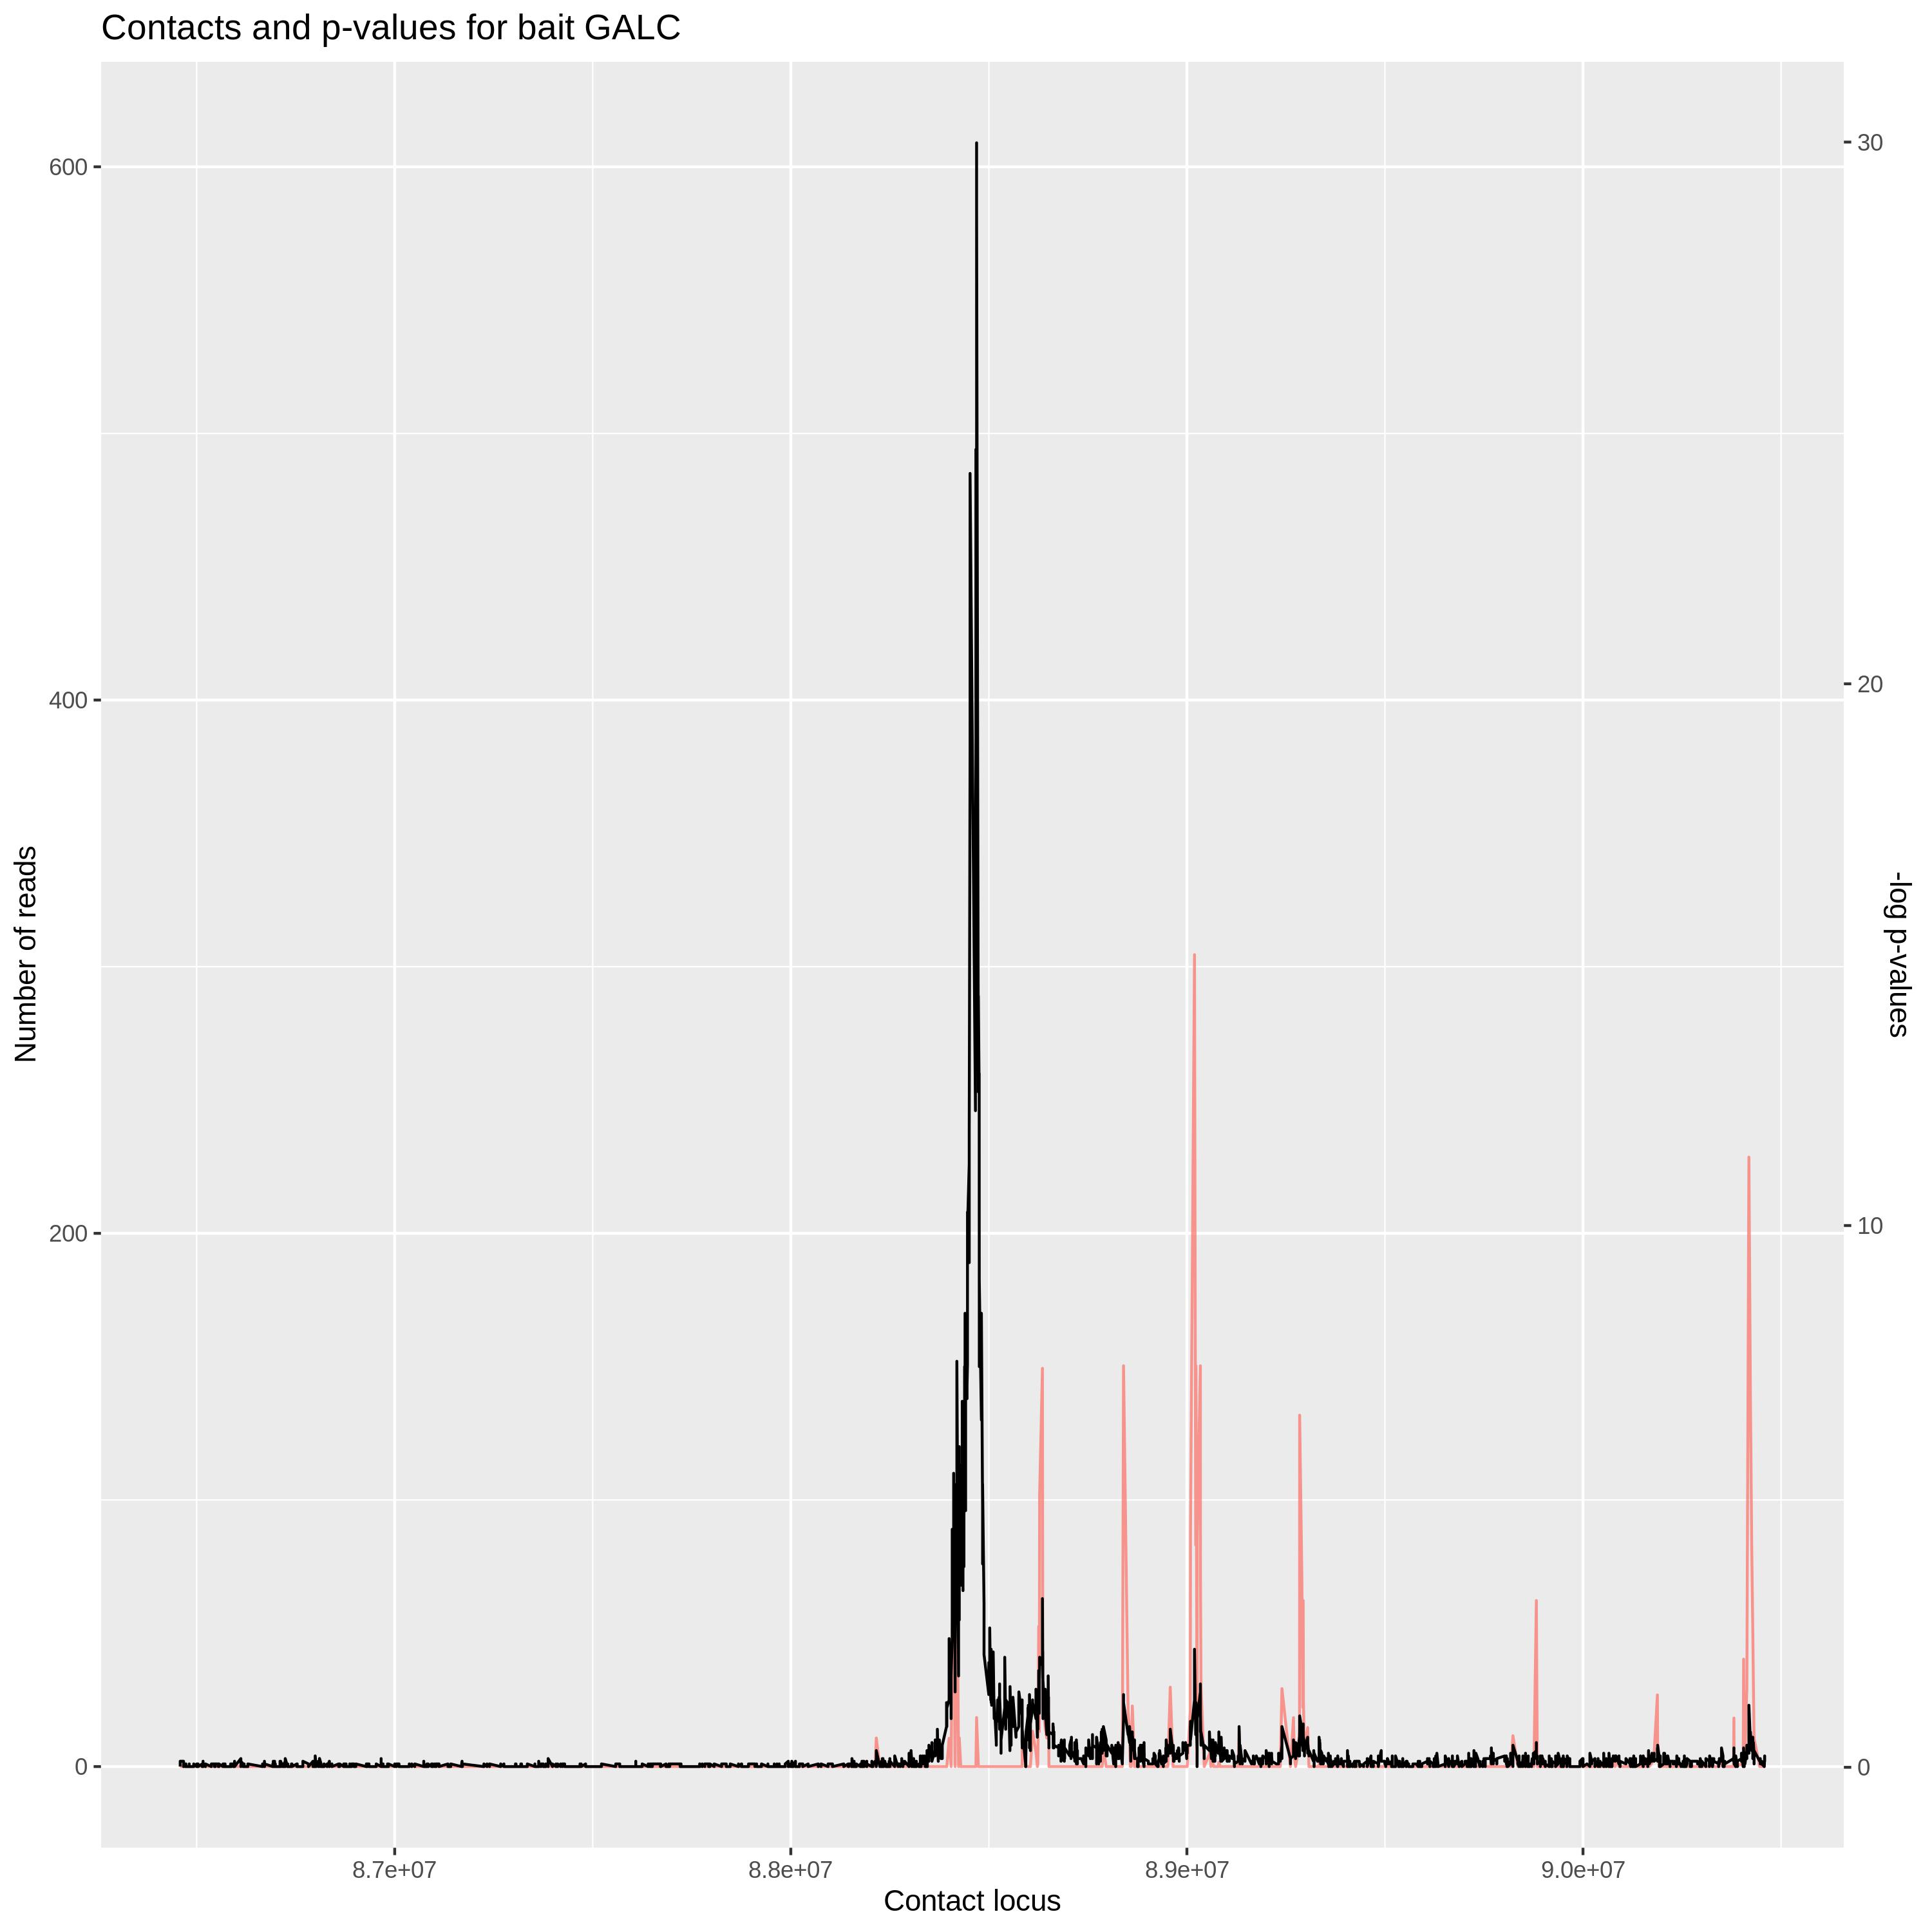 Contacts and p-values for bait GALC
600
400
200
0
Number of reads
30
20
10
0
-log p-values
8.7e+07
8.8e+07
8.9e+07
9.0e+07
Contact locus